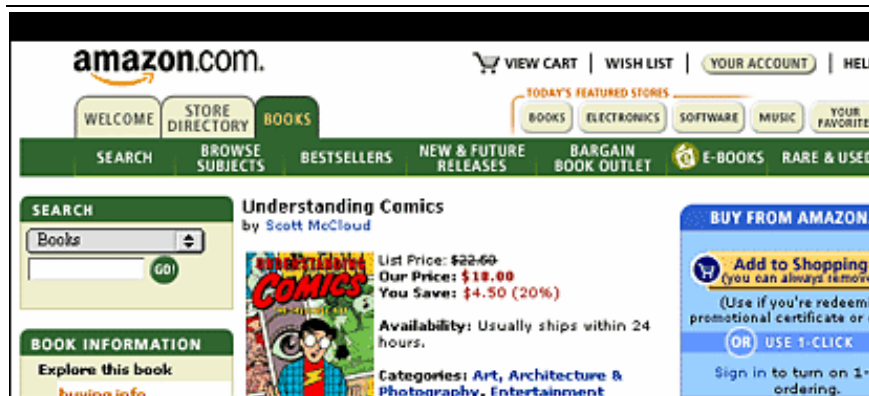 amazon.com.
VIEW CART | WISH LIST | YOUR ACCOUNT | HEL
TODAY'S FEATURED STORES
BOOKS ELECTRONICS SOFTWARE MUSIC YOUR FAVORITE
WELCOME STORE DIRECTORY BOOKS
SEARCH BROWSE SUBJECTS BESTSELLERS NEW & FUTURE RELEASES BARGAIN BOOK OUTLET E-BOOKS RARE & USED
SEARCH
Books
GO!
BOOK INFORMATION
Explore this book
buying info
Understanding Comics
by Scott McCloud
UNDERSTANDING
COMICS
List Price: $22.50
Our Price: $18.00
You Save: $4.50 (20%)
Availability: Usually ships within 24
hours.
Categories: Art, Architecture &
Photography, Entertainment
BUY FROM AMAZON.
Add to Shopping
(you can always remove
(Use if you're redeemi
promotional certificate or
OR USE 1-CLICK
Sign in to turn on 1-
ordering.